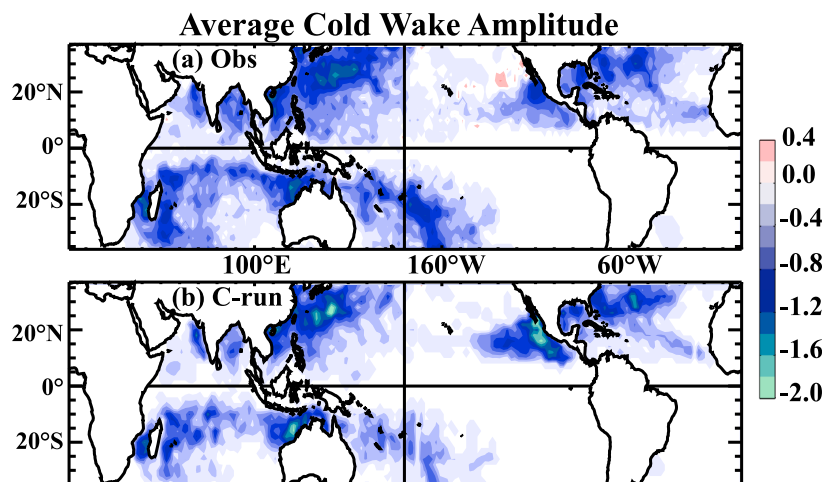 Average Cold Wake Amplitude
(a) Obs
20°N
0°
20°S
100°E 160°W 60°W
(b) C-run
20°N
0°
20°S
0.4
0.0
-0.4
-0.8
-1.2
-1.6
-2.0